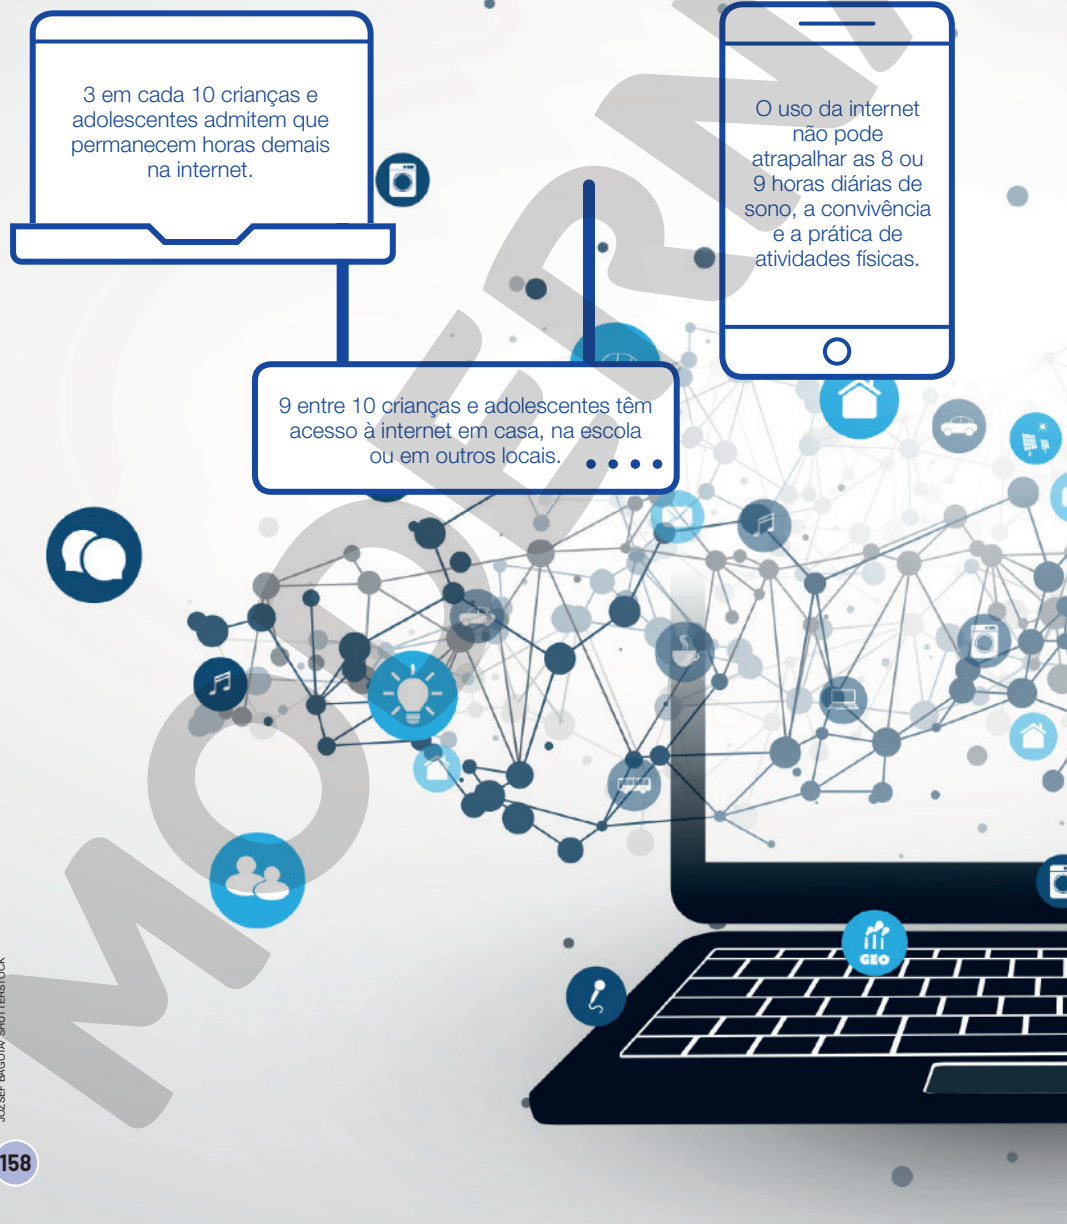 3 em cada 10 crianças e
adolescentes admitem que
permanecem horas demais
na internet.
O uso da internet
não pode
atrapalhar as 8 ou
9 horas diárias de
sono, a convivência
e a prática de
atividades físicas.
9 entre 10 crianças e adolescentes têm
acesso à internet em casa, na escola
ou em outros locais.
GEO
JOZSEF BAGOTA/ SHUTTERSTOCK
158